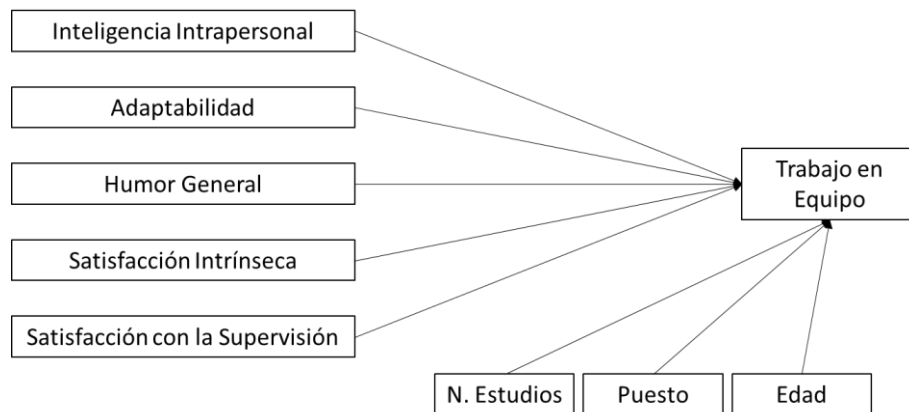 Inteligencia Intrapersonal
Adaptabilidad
Humor General
Satisfacción Intrínseca
Satisfacción con la Supervisión
Trabajo en
Equipo
N. Estudios
Puesto
Edad